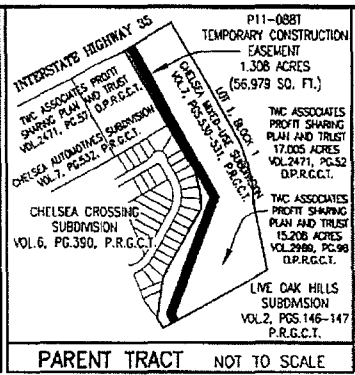 INTERSTATE HIGHWAY 35
TWC ASSOCIATES PROFIT
SHARING PLAN AND TRUST
VOL.2471, PG.57
D.P.R.G.C.T.
CHELSEA AUTOMOTIVES SUBDIVISION
VOL.7, PG.532, P.R.G.C.T.
CHELSEA CROSSING
SUBDIVISION
VOL.6, PG.390, P.R.G.C.T.
LOT 1, BLOCK 1
CHELSEA MIXED-USE SUBDIVISION
VOL.7, PGS.530-531, P.R.G.C.T.
P11-0881
TEMPORARY CONSTRUCTION
EASEMENT
1.308 ACRES
(56,979 SQ. FT.)
TWC ASSOCIATES
PROFIT SHARING
PLAN AND TRUST
17.005 ACRES
VOL.2471, PG.52
D.P.R.G.C.T.
TWC ASSOCIATES
PROFIT SHARING
PLAN AND TRUST
15.208 ACRES
VOL.2989, PG.98
D.P.R.G.C.T.
LIVE OAK HILLS
SUBDIVISION
VOL.2, PGS.146-147
P.R.G.C.T.
PARENT TRACT NOT TO SCALE